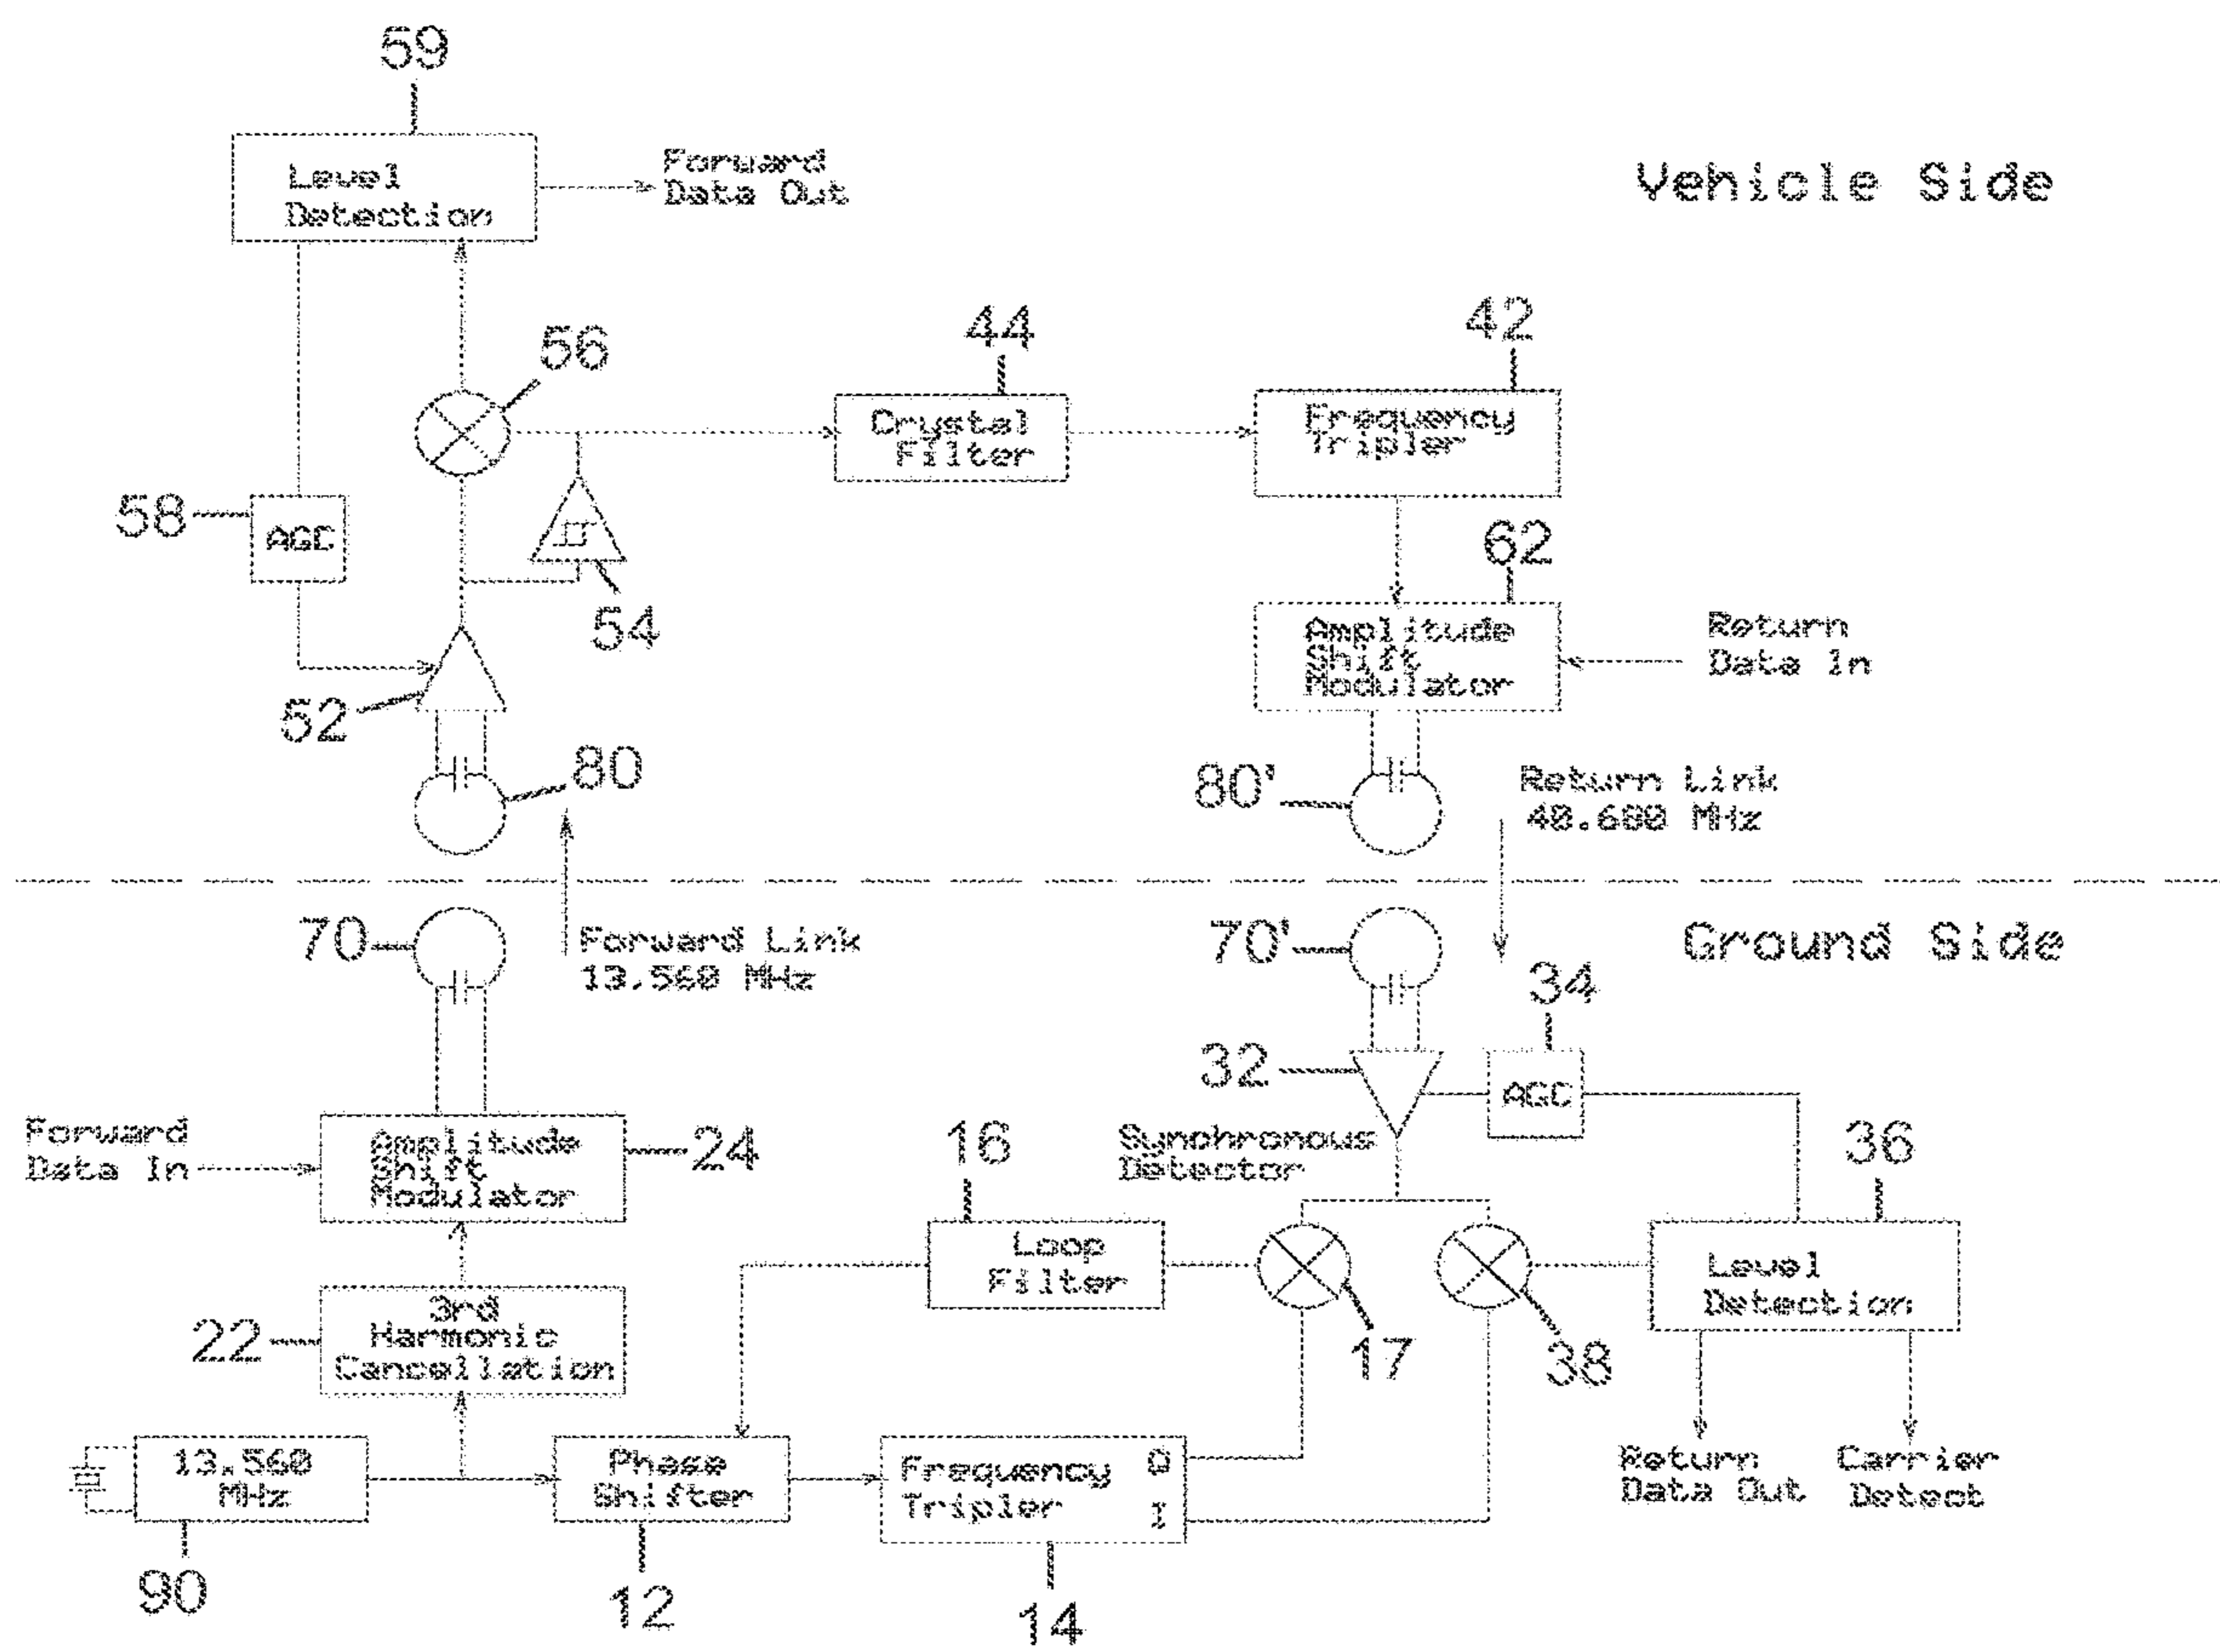 59
Level
Detection
Forward
Data Out
Vehicle Side
56
44
42
Crystal
Filter
Frequency
Tripler
58
AGC
54
62
Amplitude
Shift
Modulator
Return
Data In
52
80
80'
Return Link
40.680 MHz
70
Forward Link
13.560 MHz
70'
Ground Side
34
32
AGC
Forward
Data In
Amplitude
Shift
Modulator
24
16
Synchronous
Detector
36
Loop
Filter
Level
Detection
22
3rd
Harmonic
Cancellation
17
38
13.560
MHz
Phase
Shifter
Frequency
Tripler
Q
I
Return
Data Out
Carrier
Detect
90
12
14